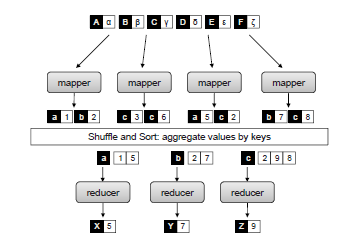 A α B β C γ D δ E ε F ζ
mapper mapper mapper mapper
a 1 b 2 c 3 c 6 a 5 c 2 b 7 c 8
Shuffle and Sort: aggregate values by keys
a 1 5 b 2 7 c 2 9 8
reducer reducer reducer
X 5 Y 7 Z 9